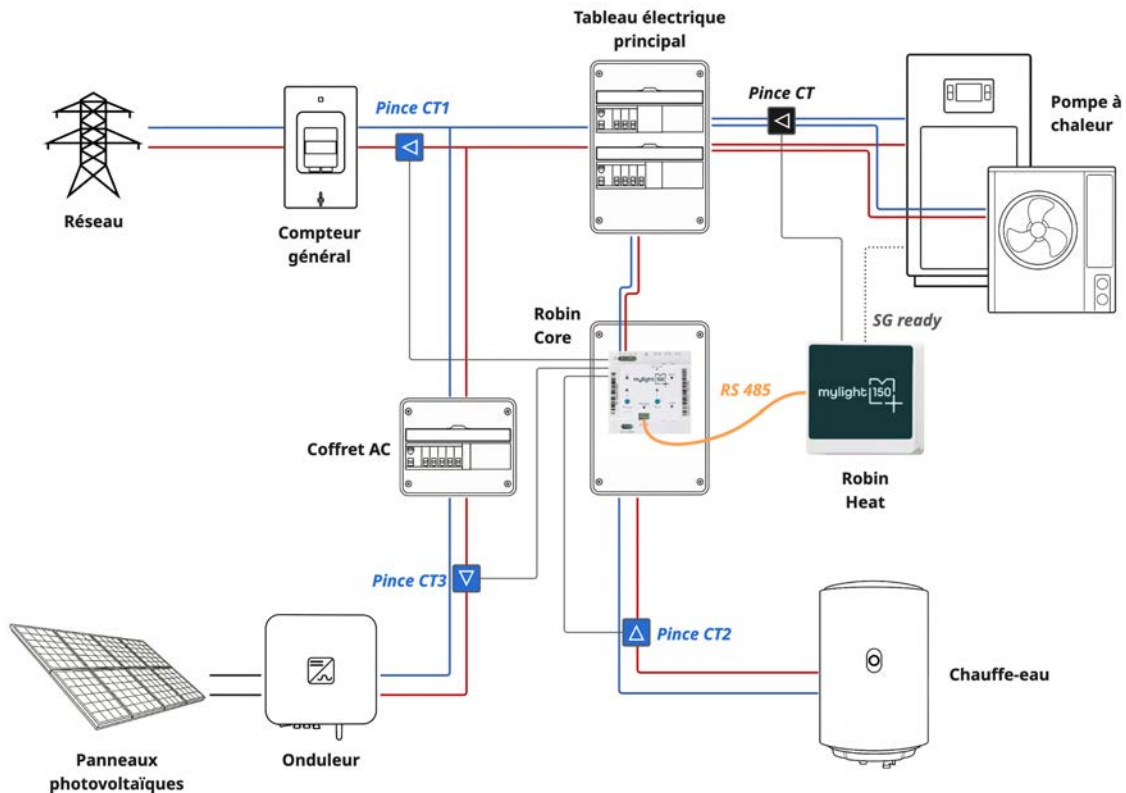 Tableau électrique
principal
Pince CT1
Pince CT
Pompe à
chaleur
Réseau
Compteur
général
Robin
Core
SG ready
mylight 150
RS 485
mylight 150
Coffret AC
Robin
Heat
Pince CT3
Pince CT2
Chauffe-eau
Panneaux
photovoltaïques
Onduleur